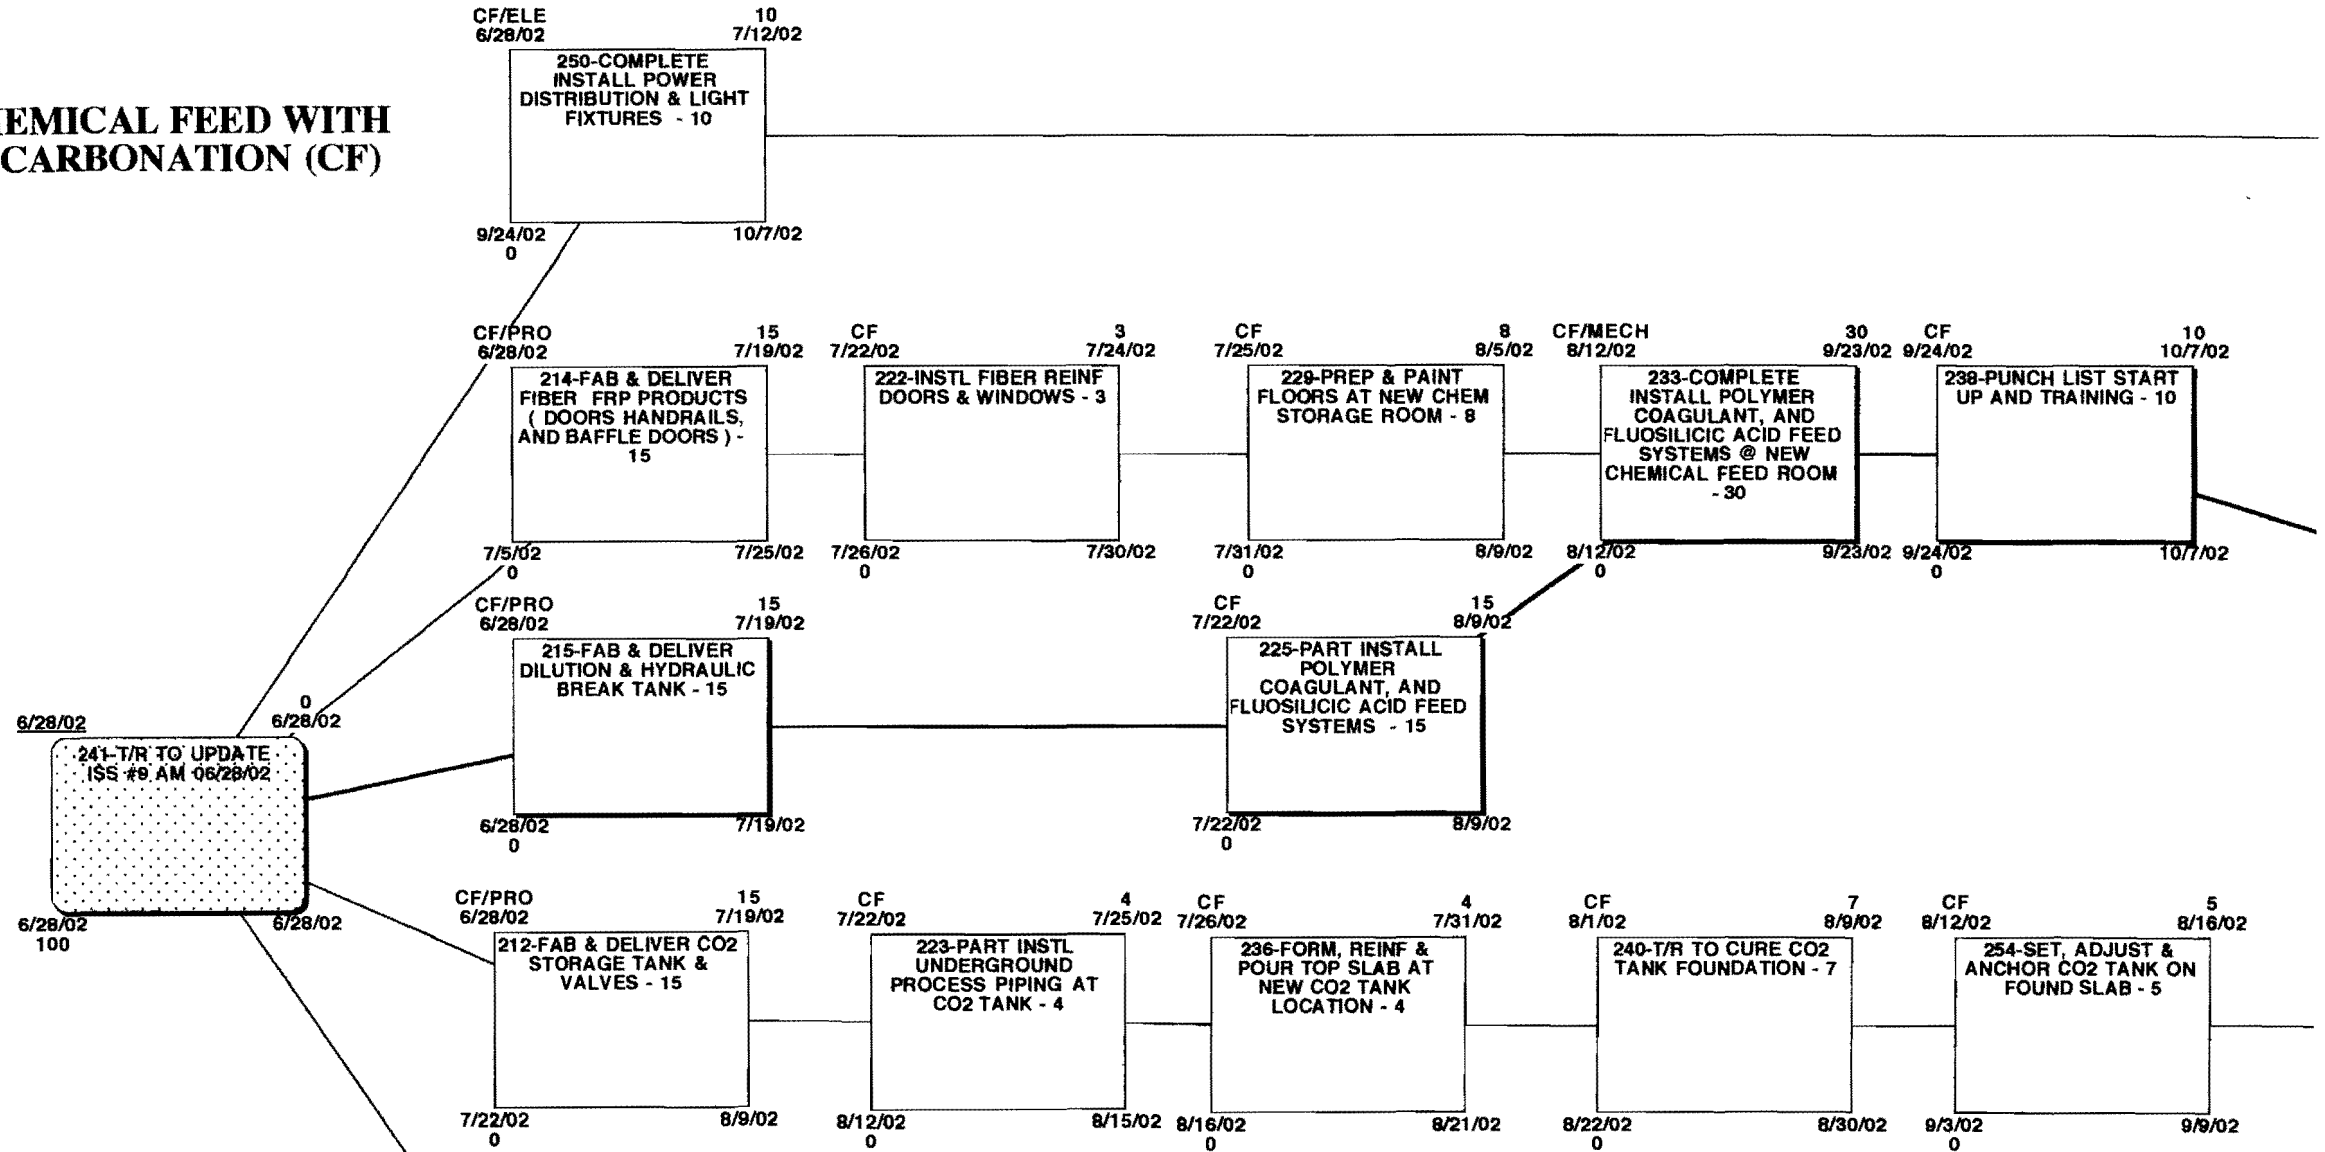 CF/ELE 10
6/28/02 7/12/02
250-COMPLETE
INSTALL POWER
DISTRIBUTION & LIGHT
FIXTURES - 10
9/24/02 10/7/02
0
EMICAL FEED WITH
CARBONATION (CF)
CF/PRO 15
6/28/02 7/19/02
214-FAB & DELIVER
FIBER FRP PRODUCTS
( DOORS HANDRAILS,
AND BAFFLE DOORS ) -
15
7/5/02 7/25/02
0
CF 3
7/22/02 7/24/02
222-INSTL FIBER REINF
DOORS & WINDOWS - 3
7/26/02 7/30/02
0
CF 8
7/25/02 8/5/02
229-PREP & PAINT
FLOORS AT NEW CHEM
STORAGE ROOM - 8
7/31/02 8/9/02
0
CF/MECH 30
8/12/02 9/23/02
233-COMPLETE
INSTALL POLYMER
COAGULANT, AND
FLUOSILICIC ACID FEED
SYSTEMS @ NEW
CHEMICAL FEED ROOM
- 30
8/12/02 9/23/02
0
CF 10
9/24/02 10/7/02
238-PUNCH LIST START
UP AND TRAINING - 10
9/24/02 10/7/02
0
CF/PRO 15
6/28/02 7/19/02
215-FAB & DELIVER
DILUTION & HYDRAULIC
BREAK TANK - 15
6/28/02 7/19/02
0
CF 15
7/22/02 8/9/02
225-PART INSTALL
POLYMER
COAGULANT, AND
FLUOSILICIC ACID FEED
SYSTEMS - 15
7/22/02 8/9/02
0
0
6/28/02 6/28/02
241-T/R TO UPDATE
ISS #9 AM 06/28/02
6/28/02 6/28/02
100
CF/PRO 15
6/28/02 7/19/02
212-FAB & DELIVER CO2
STORAGE TANK &
VALVES - 15
7/22/02 8/9/02
0
CF 4
7/22/02 7/25/02
223-PART INSTL
UNDERGROUND
PROCESS PIPING AT
CO2 TANK - 4
8/12/02 8/15/02
0
CF 4
7/26/02 7/31/02
236-FORM, REINF &
POUR TOP SLAB AT
NEW CO2 TANK
LOCATION - 4
8/16/02 8/21/02
0
CF 7
8/1/02 8/9/02
240-T/R TO CURE CO2
TANK FOUNDATION - 7
8/22/02 8/30/02
0
CF 5
8/12/02 8/16/02
254-SET, ADJUST &
ANCHOR CO2 TANK ON
FOUND SLAB - 5
9/3/02 9/9/02
0